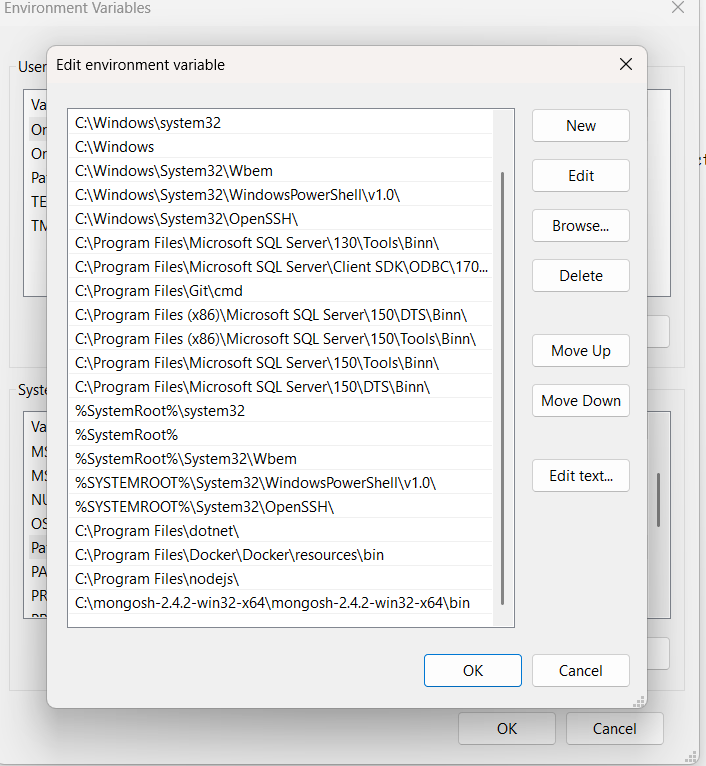 Environment Variables
Edit environment variable
User
Va
On
On
Pa
TE
TM
C:\Windows\system32
C:\Windows
C:\Windows\System32\Wbem
C:\Windows\System32\WindowsPowerShell\v1.0\
C:\Windows\System32\OpenSSH\
C:\Program Files\Microsoft SQL Server\130\Tools\Binn\
C:\Program Files\Microsoft SQL Server\Client SDK\ODBC\170...
C:\Program Files\Git\cmd
C:\Program Files (x86)\Microsoft SQL Server\150\DTS\Binn\
C:\Program Files (x86)\Microsoft SQL Server\150\Tools\Binn\
C:\Program Files\Microsoft SQL Server\150\Tools\Binn\
C:\Program Files\Microsoft SQL Server\150\DTS\Binn\
%SystemRoot%\system32
%SystemRoot%
%SystemRoot%\System32\Wbem
%SYSTEMROOT%\System32\WindowsPowerShell\v1.0\
%SYSTEMROOT%\System32\OpenSSH\
C:\Program Files\dotnet\
C:\Program Files\Docker\Docker\resources\bin
C:\Program Files\nodejs\
C:\mongosh-2.4.2-win32-x64\mongosh-2.4.2-win32-x64\bin
New
Edit
Browse...
Delete
Move Up
Move Down
Edit text...
Syste
Va
MS
MS
NU
OS
Pa
PA
PR
OK
Cancel
OK
Cancel